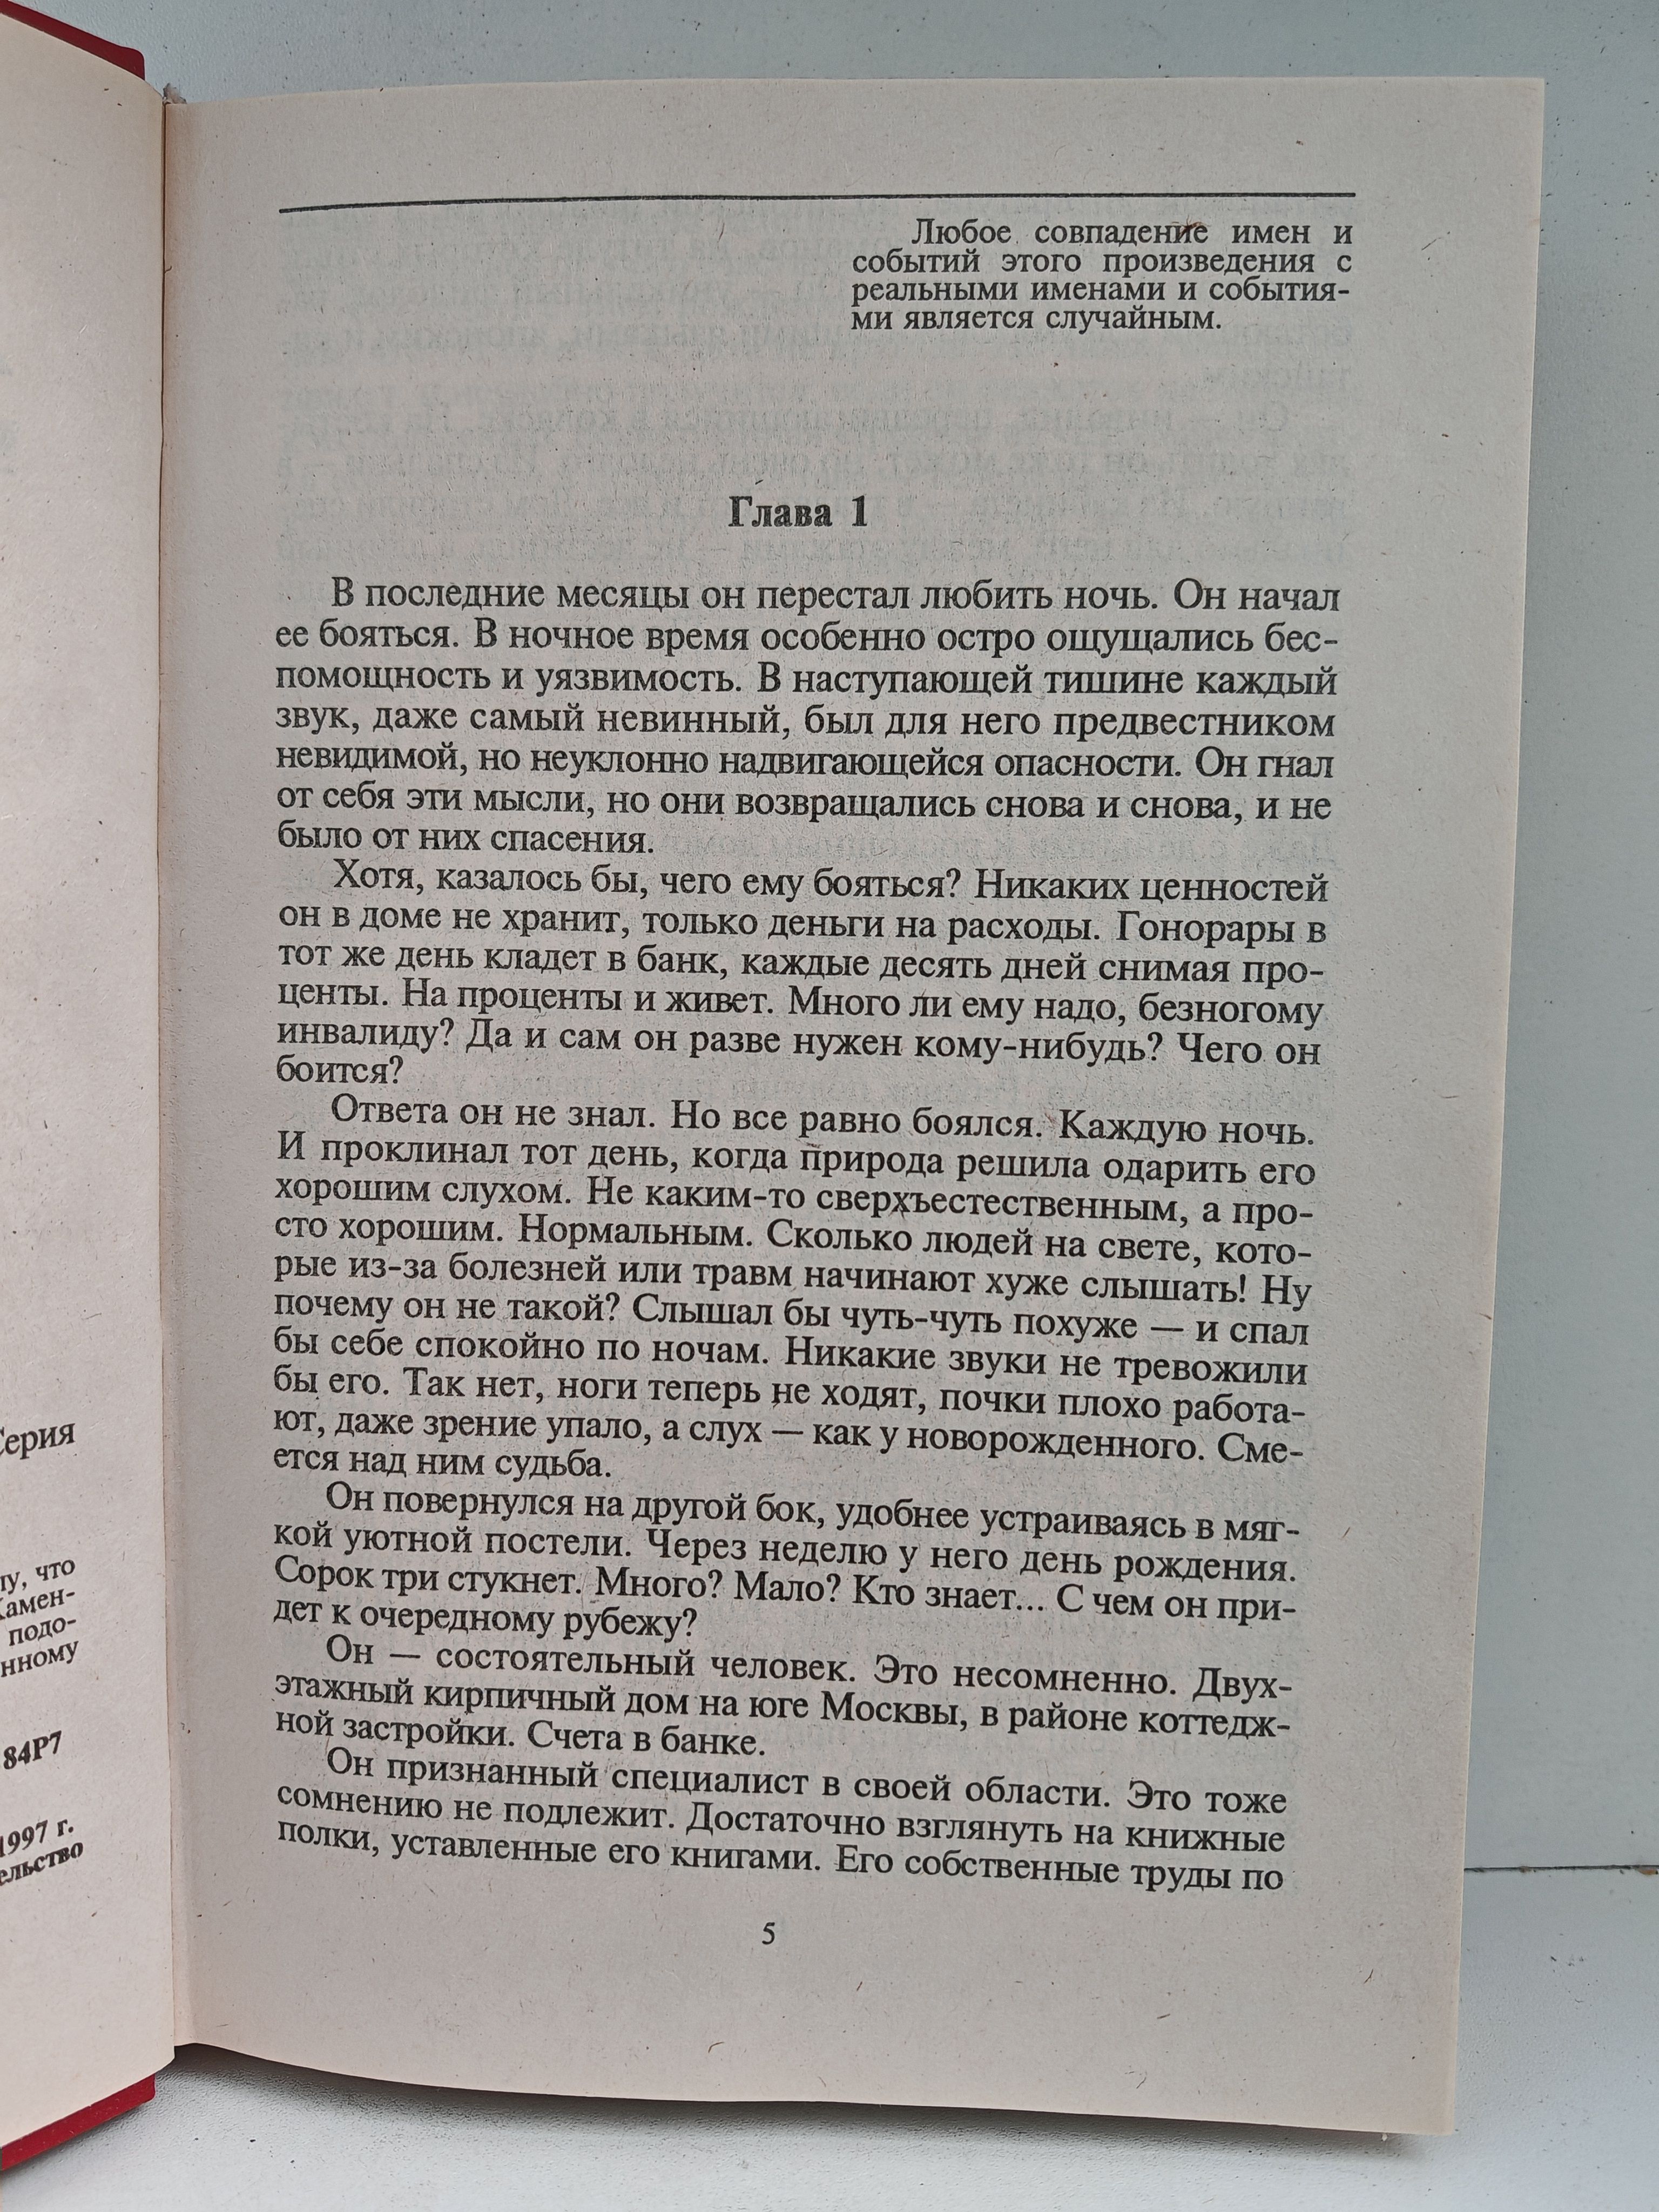 Серия
что
Камен-
подо-
нному
84Р7
1997 г.
Любое совпадение имен и
событий этого произведения с
реальными именами и события-
ми является случайным.
Глава 1
В последние месяцы он перестал любить ночь. Он начал
ее бояться. В ночное время особенно остро ощущались бес-
помощность и уязвимость. В наступающей тишине каждый
звук, даже самый невинный, был для него предвестником
невидимой, но неуклонно надвигающейся опасности. Он гнал
от себя эти мысли, но они возвращались снова и снова, и не
было от них спасения.
Хотя, казалось бы, чего ему бояться? Никаких ценностей
он в доме не хранит, только деньги на расходы. Гонорары в
тот же день кладет в банк, каждые десять дней снимая про-
центы. На проценты и живет. Много ли ему надо, безногому
инвалиду? Да и сам он разве нужен кому-нибудь? Чего он
боится?
Ответа он не знал. Но все равно боялся. Каждую ночь.
И проклинал тот день, когда природа решила одарить его
хорошим слухом. Не каким-то сверхъестественным, а про-
сто хорошим. Нормальным. Сколько людей на свете, кото-
рые из-за болезней или травм начинают хуже слышать! Ну
почему он не такой? Слышал бы чуть-чуть похуже — и спал
бы себе спокойно по ночам. Никакие звуки не тревожили
бы его. Так нет, ноги теперь не ходят, почки плохо работа-
ют, даже зрение упало, а слух — как у новорожденного. Сме-
ется над ним судьба.
Он повернулся на другой бок, удобнее устраиваясь в мяг-
кой уютной постели. Через неделю у него день рождения.
Сорок три стукнет. Много? Мало? Кто знает... С чем он при-
дет к очередному рубежу?
Он — состоятельный человек. Это несомненно. Двух-
этажный кирпичный дом на юге Москвы, в районе коттедж-
ной застройки. Счета в банке.
Он признанный специалист в своей области. Это тоже
сомнению не подлежит. Достаточно взглянуть на книжные
полки, уставленные его книгами. Его собственные труды по
5